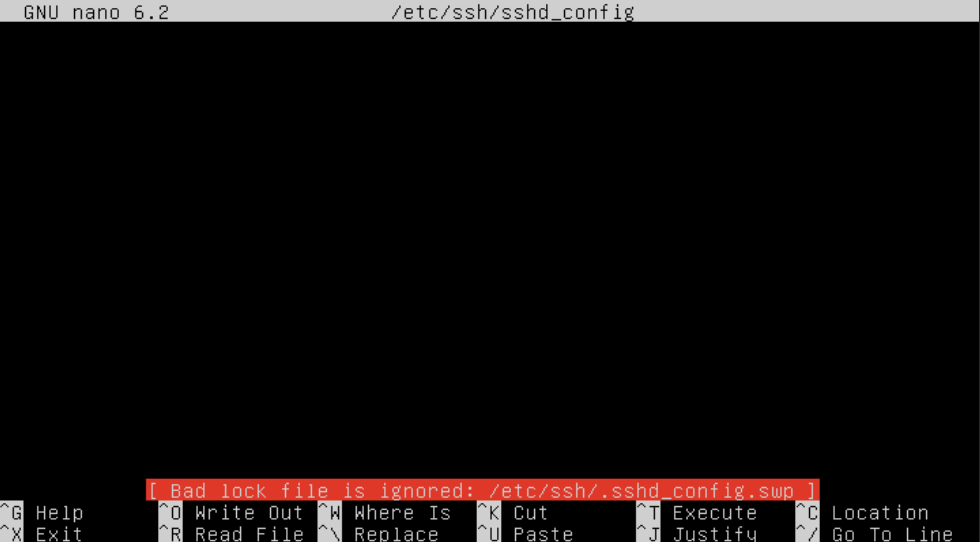 GNU nano 6.2 /etc/ssh/sshd_config
[ Bad lock file is ignored: /etc/ssh/.sshd_config.swp ]
^G Help ^O Write Out ^W Where Is ^K Cut ^T Execute ^C Location
^X Exit ^R Read File ^\ Replace ^U Paste ^J Justify ^/ Go To Line